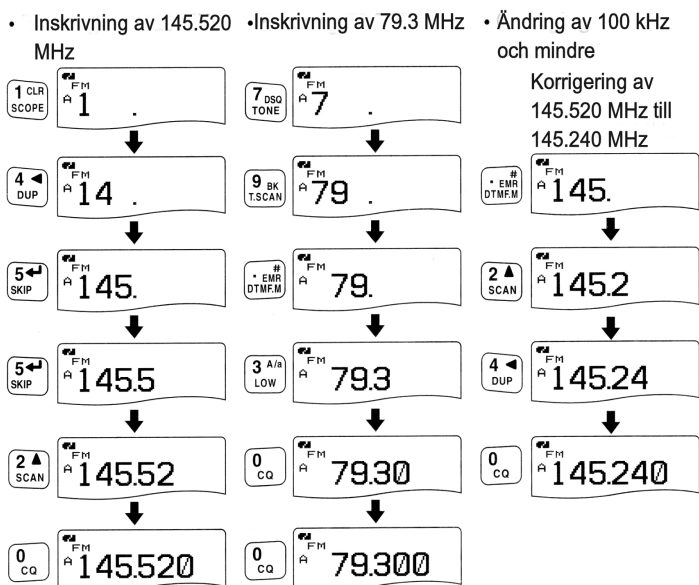 • Inskrivning av 145.520
MHz
1 CLR
SCOPE
FM
A 1 .
4 ◄
DUP
FM
A 14 .
5 ↵
SKIP
FM
A 145.
5 ↵
SKIP
FM
A 145.5
2 ▲
SCAN
FM
A 145.52
0
CQ
FM
A 145.520
•Inskrivning av 79.3 MHz
7 DSQ
TONE
FM
A 7 .
9 BK
T.SCAN
FM
A 79 .
#
. EMR
DTMF.M
FM
79.
3 A/a
LOW
FM
A 79.3
0
CQ
FM
A 79.30
0
CQ
FM
A 79.300
• Ändring av 100 kHz
och mindre
Korrigering av
145.520 MHz till
145.240 MHz
#
. EMR
DTMF.M
FM
A 145.
2 ▲
SCAN
FM
A 145.2
4 ◄
DUP
FM
A 145.24
0
CQ
FM
A 145.240